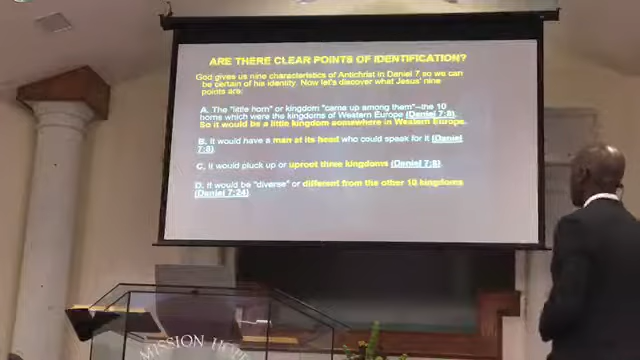 ARE THERE CLEAR POINTS OF IDENTIFICATION?
God gives us nine characteristics of Antichrist in Daniel 7 so we can
be certain of his identity. Now let's discover what Jesus' nine
points are:
A. The "little horn" or kingdom "came up among them"--the 10
horns which were the kingdoms of Western Europe (Daniel 7:8).
So it would be a little kingdom somewhere in Western Europe.
B. It would have a man at its head who could speak for it (Daniel
7:8).
C. It would pluck up or uproot three kingdoms (Daniel 7:8).
D. It would be "diverse" or different from the other 10 kingdoms
(Daniel 7:24)
MISSION